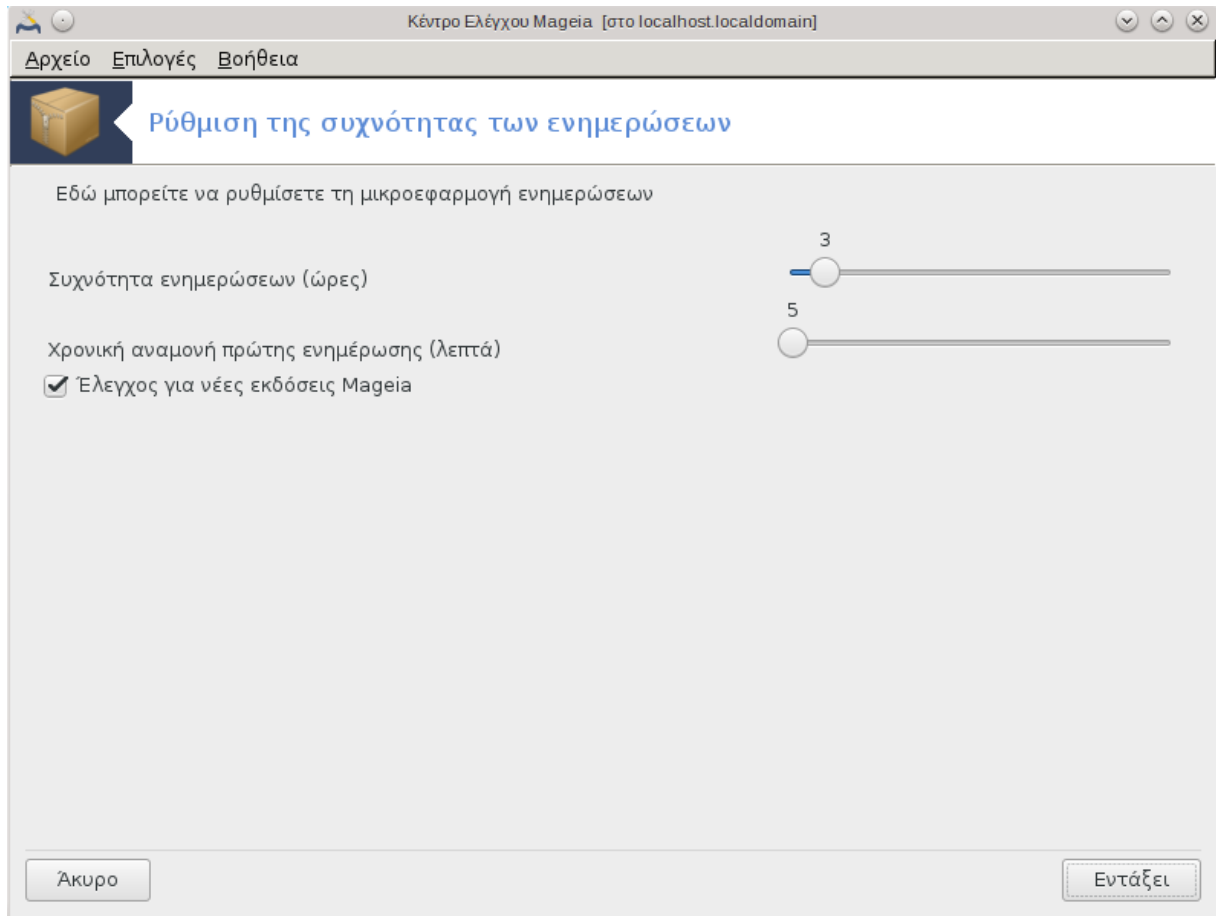 Κέντρο Ελέγχου Mageia [στο localhost.localdomain]
Αρχείο Επιλογές Βοήθεια
Ρύθμιση της συχνότητας των ενημερώσεων
Εδώ μπορείτε να ρυθμίσετε τη μικροεφαρμογή ενημερώσεων
3
Συχνότητα ενημερώσεων (ώρες)
5
Χρονική αναμονή πρώτης ενημέρωσης (λεπτά)
Έλεγχος για νέες εκδόσεις Mageia
Άκυρο Εντάξει